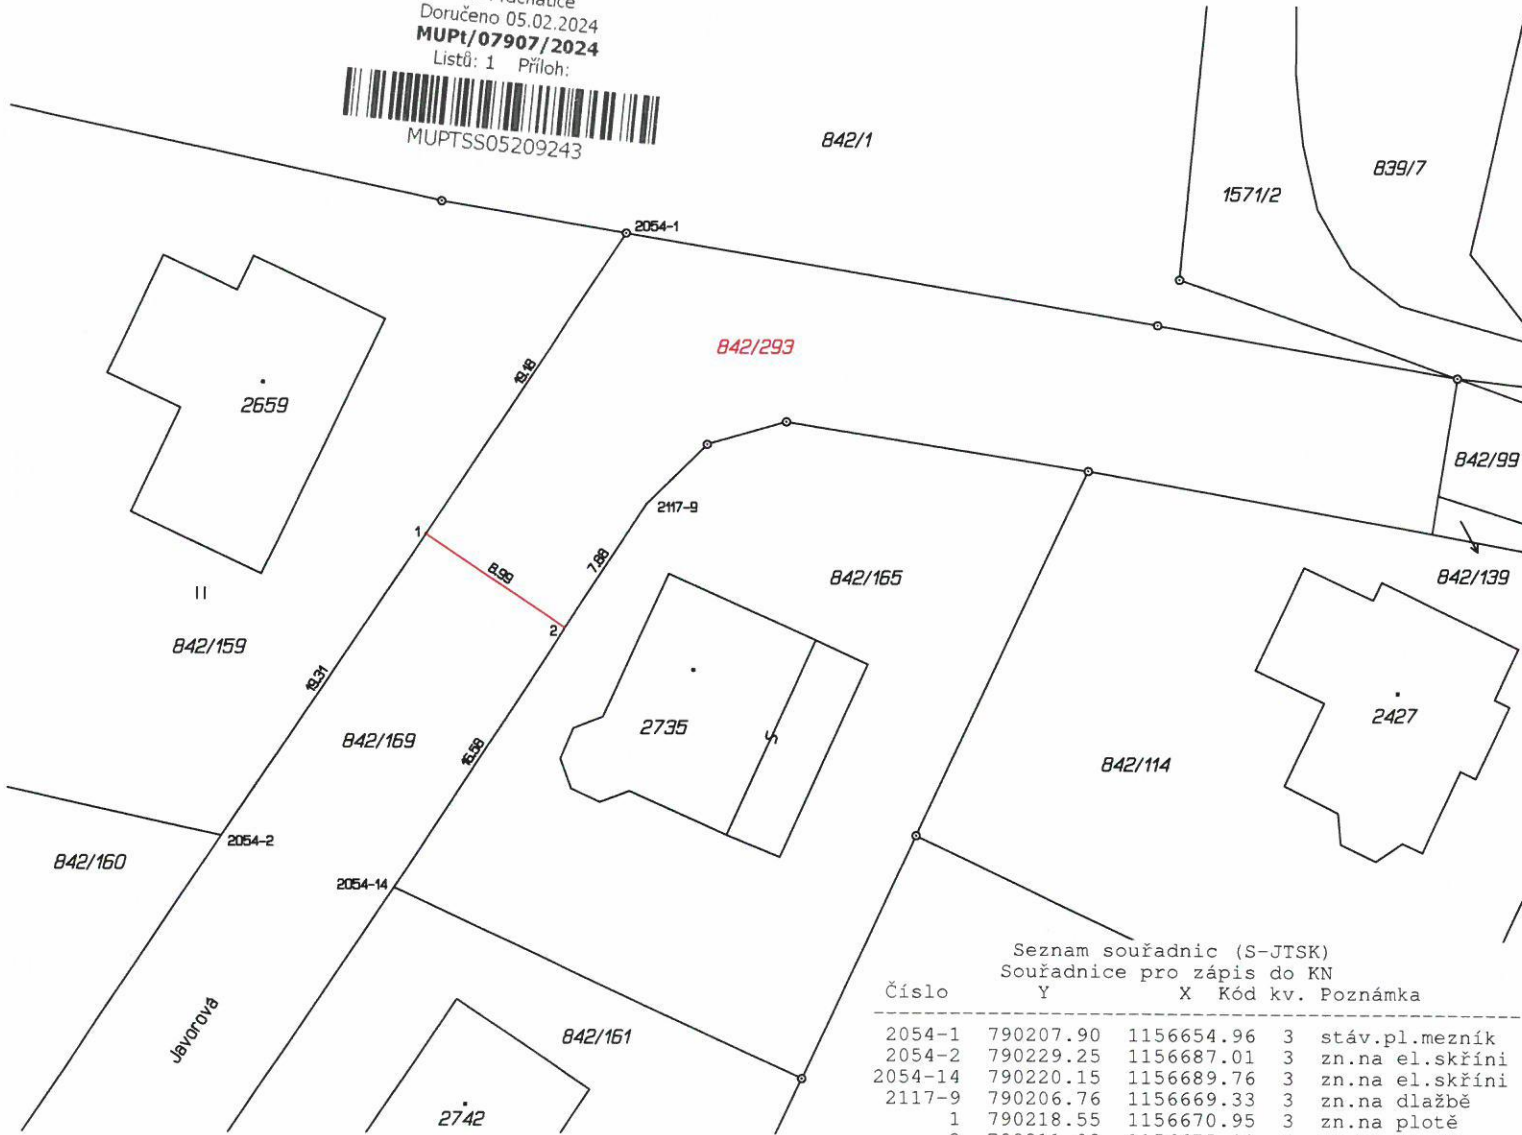 Doručeno 05.02.2024
MUPt/07907/2024
Listů: 1 Příloh:
MUPTSS05209243
842/1
839/7
1571/2
2054-1
842/293
19.18
2659
842/99
2117-9
1
8.99
7.88
842/165
842/139
II
2
842/159
19.31
2735
2427
842/169
16.58
842/114
2054-2
842/160
2054-14
Javorová
842/161
2742
Seznam souřadnic (S-JTSK)
Souřadnice pro zápis do KN
Číslo Y X Kód kv. Poznámka
2054-1 790207.90 1156654.96 3 stáv.pl.mezník
2054-2 790229.25 1156687.01 3 zn.na el.skříni
2054-14 790220.15 1156689.76 3 zn.na el.skříni
2117-9 790206.76 1156669.33 3 zn.na dlažbě
1 790218.55 1156670.95 3 zn.na plotě